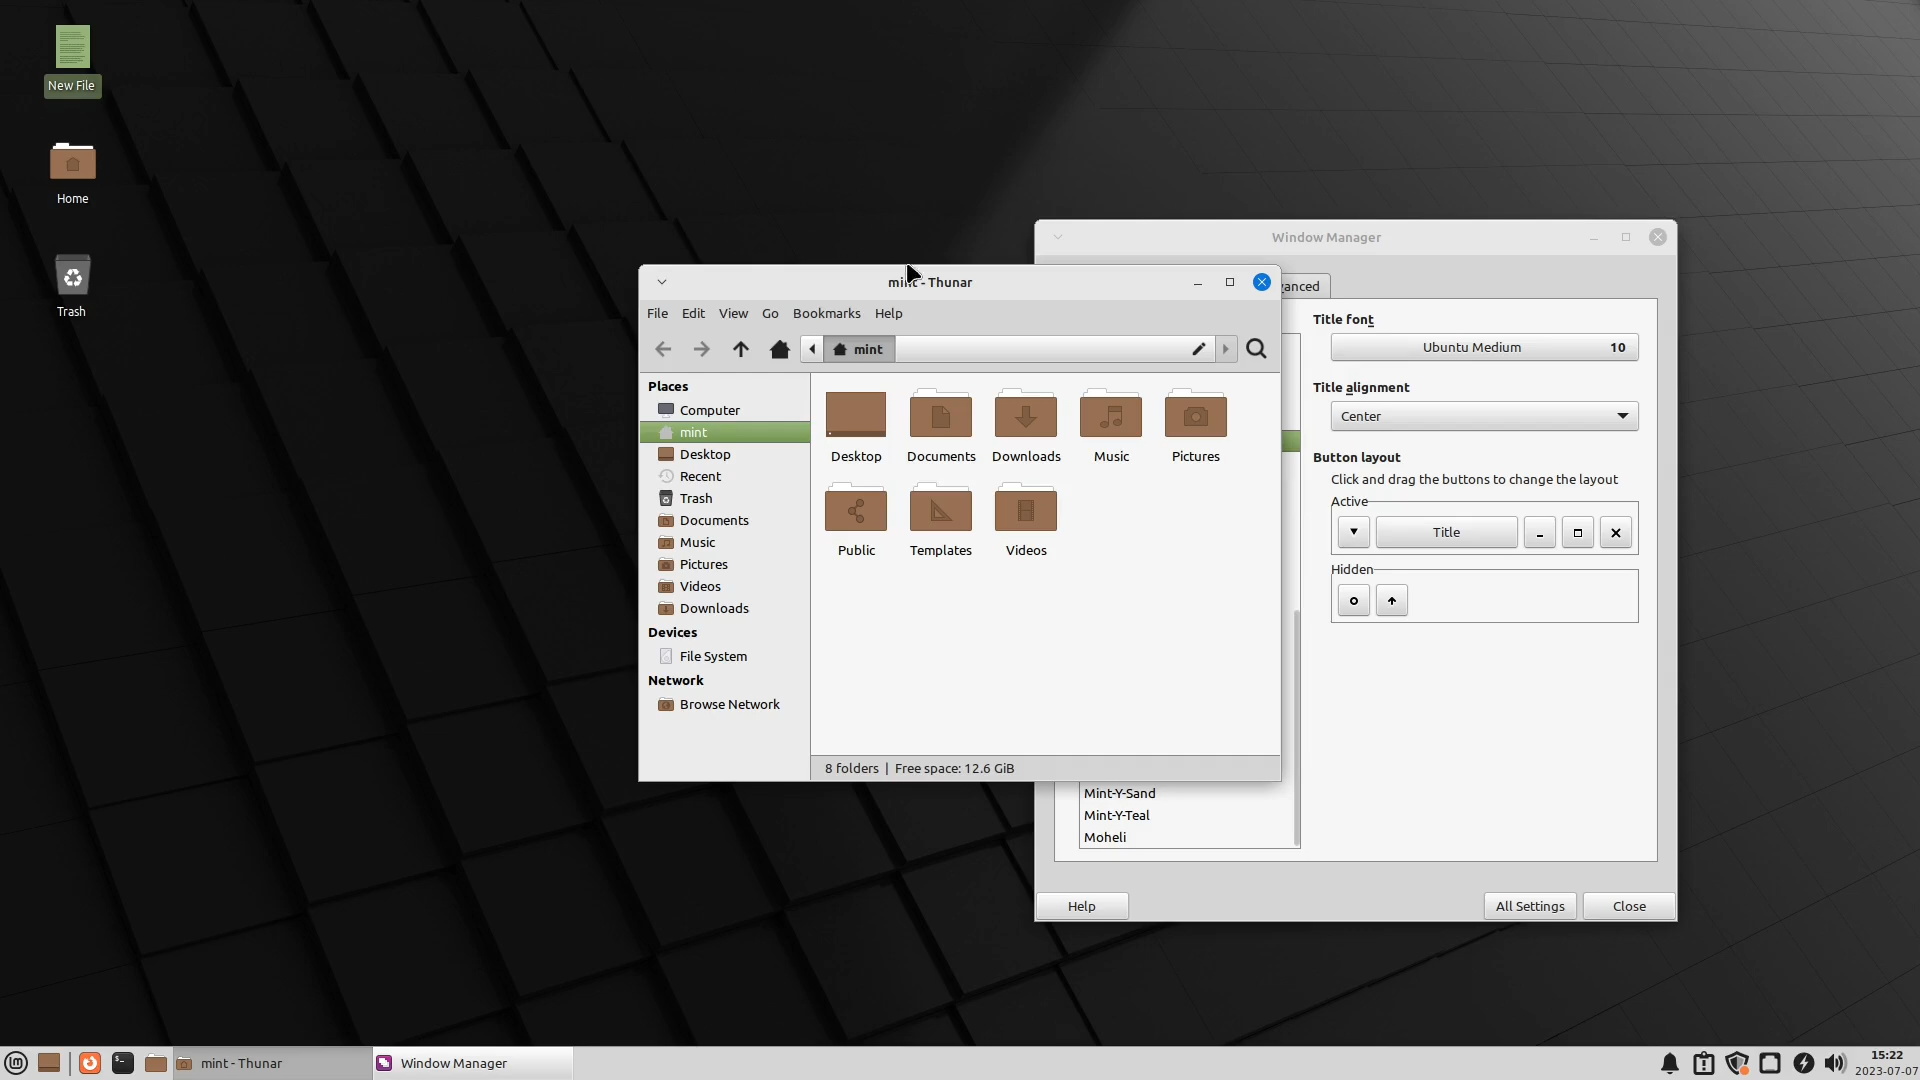 New File
Home
Trash
Window Manager
mint - Thunar
File Edit View Go Bookmarks Help
mint
Places
Computer
mint
Desktop
Recent
Trash
Documents
Music
Pictures
Videos
Downloads
Devices
File System
Network
Browse Network
Desktop Documents Downloads Music Pictures
Public Templates Videos
8 folders | Free space: 12.6 GiB
Title font
Ubuntu Medium 10
Title alignment
Center
Button layout
Click and drag the buttons to change the layout
Active
Title
Hidden
Mint-Y-Sand
Mint-Y-Teal
Moheli
Help All Settings Close
mint - Thunar
Window Manager
15:22
2023-07-07